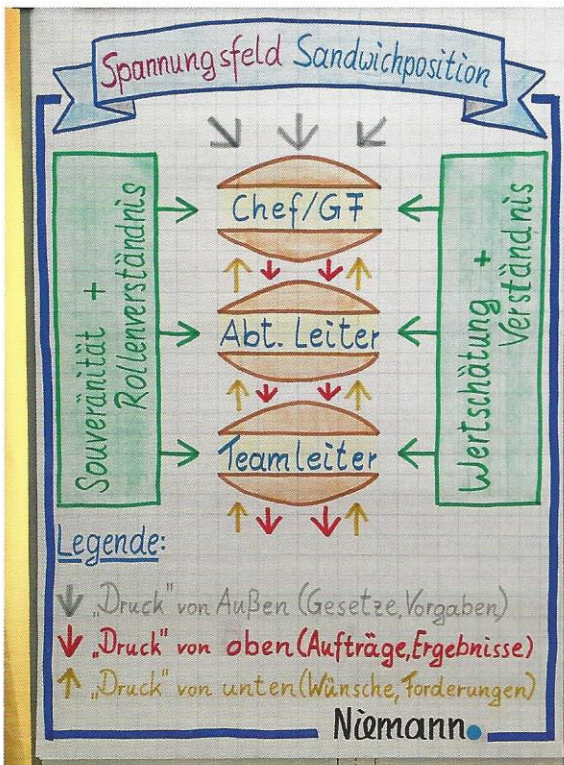 Spannungsfeld Sandwichposition
Souveränität +
Rollenverständnis
Chef/GF
Abt. Leiter
Teamleiter
Wertschätung +
Verständnis
Legende:
„Druck" von Außen (Gesetze, Vorgaben)
„Druck" von oben (Aufträge, Ergebnisse)
„Druck" von unten (Wünsche, Forderungen)
Niemann